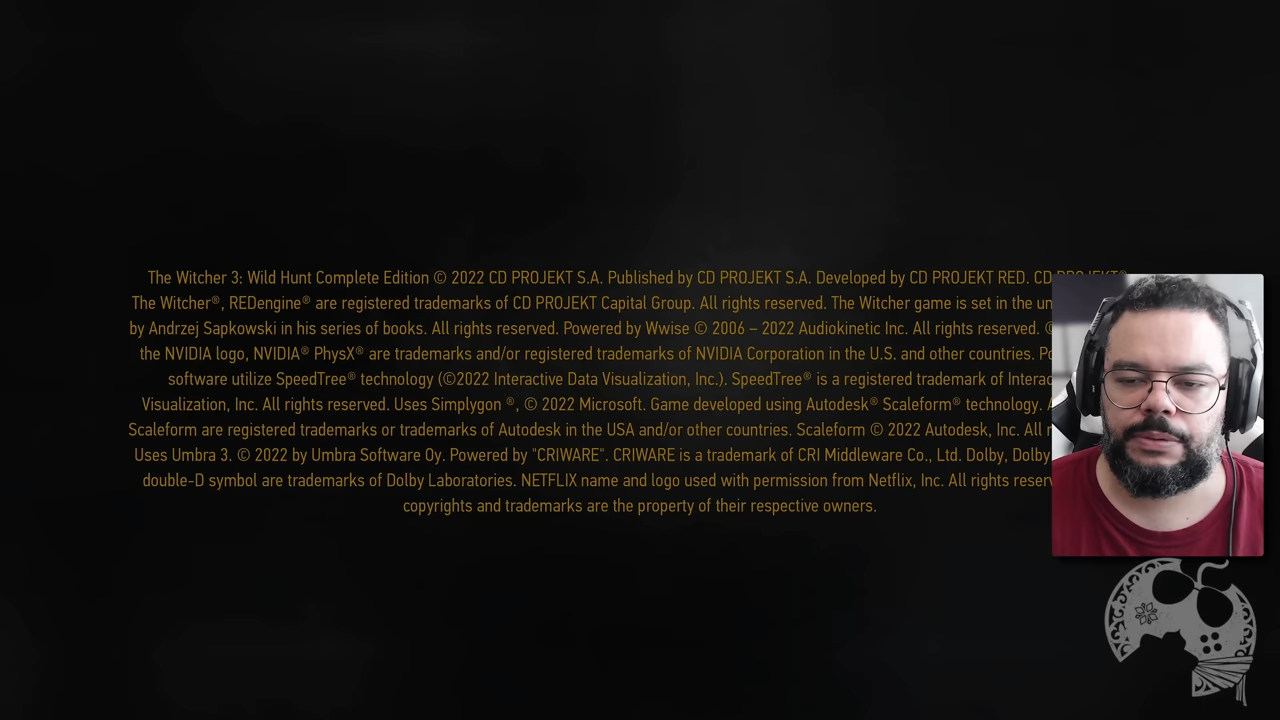 The Witcher 3: Wild Hunt Complete Edition © 2022 CD PROJEKT S.A. Published by CD PROJEKT S.A. Developed by CD PROJEKT RED. CD PROJEKT®
The Witcher®, REDengine® are registered trademarks of CD PROJEKT Capital Group. All rights reserved. The Witcher game is set in the
by Andrzej Sapkowski in his series of books. All rights reserved. Powered by Wwise © 2006 – 2022 Audiokinetic Inc. All rights reserved.
the NVIDIA logo, NVIDIA® PhysX® are trademarks and/or registered trademarks of NVIDIA Corporation in the U.S. and other countries.
software utilize SpeedTree® technology (©2022 Interactive Data Visualization, Inc.). SpeedTree® is a registered trademark of
Visualization, Inc. All rights reserved. Uses Simplygon ®, © 2022 Microsoft. Game developed using Autodesk® Scaleform® technology.
Scaleform are registered trademarks or trademarks of Autodesk in the USA and/or other countries. Scaleform © 2022 Autodesk, Inc. All
Uses Umbra 3. © 2022 by Umbra Software Oy. Powered by "CRIWARE". CRIWARE is a trademark of CRI Middleware Co., Ltd. Dolby, Dolby
double-D symbol are trademarks of Dolby Laboratories. NETFLIX name and logo used with permission from Netflix, Inc. All rights
copyrights and trademarks are the property of their respective owners.